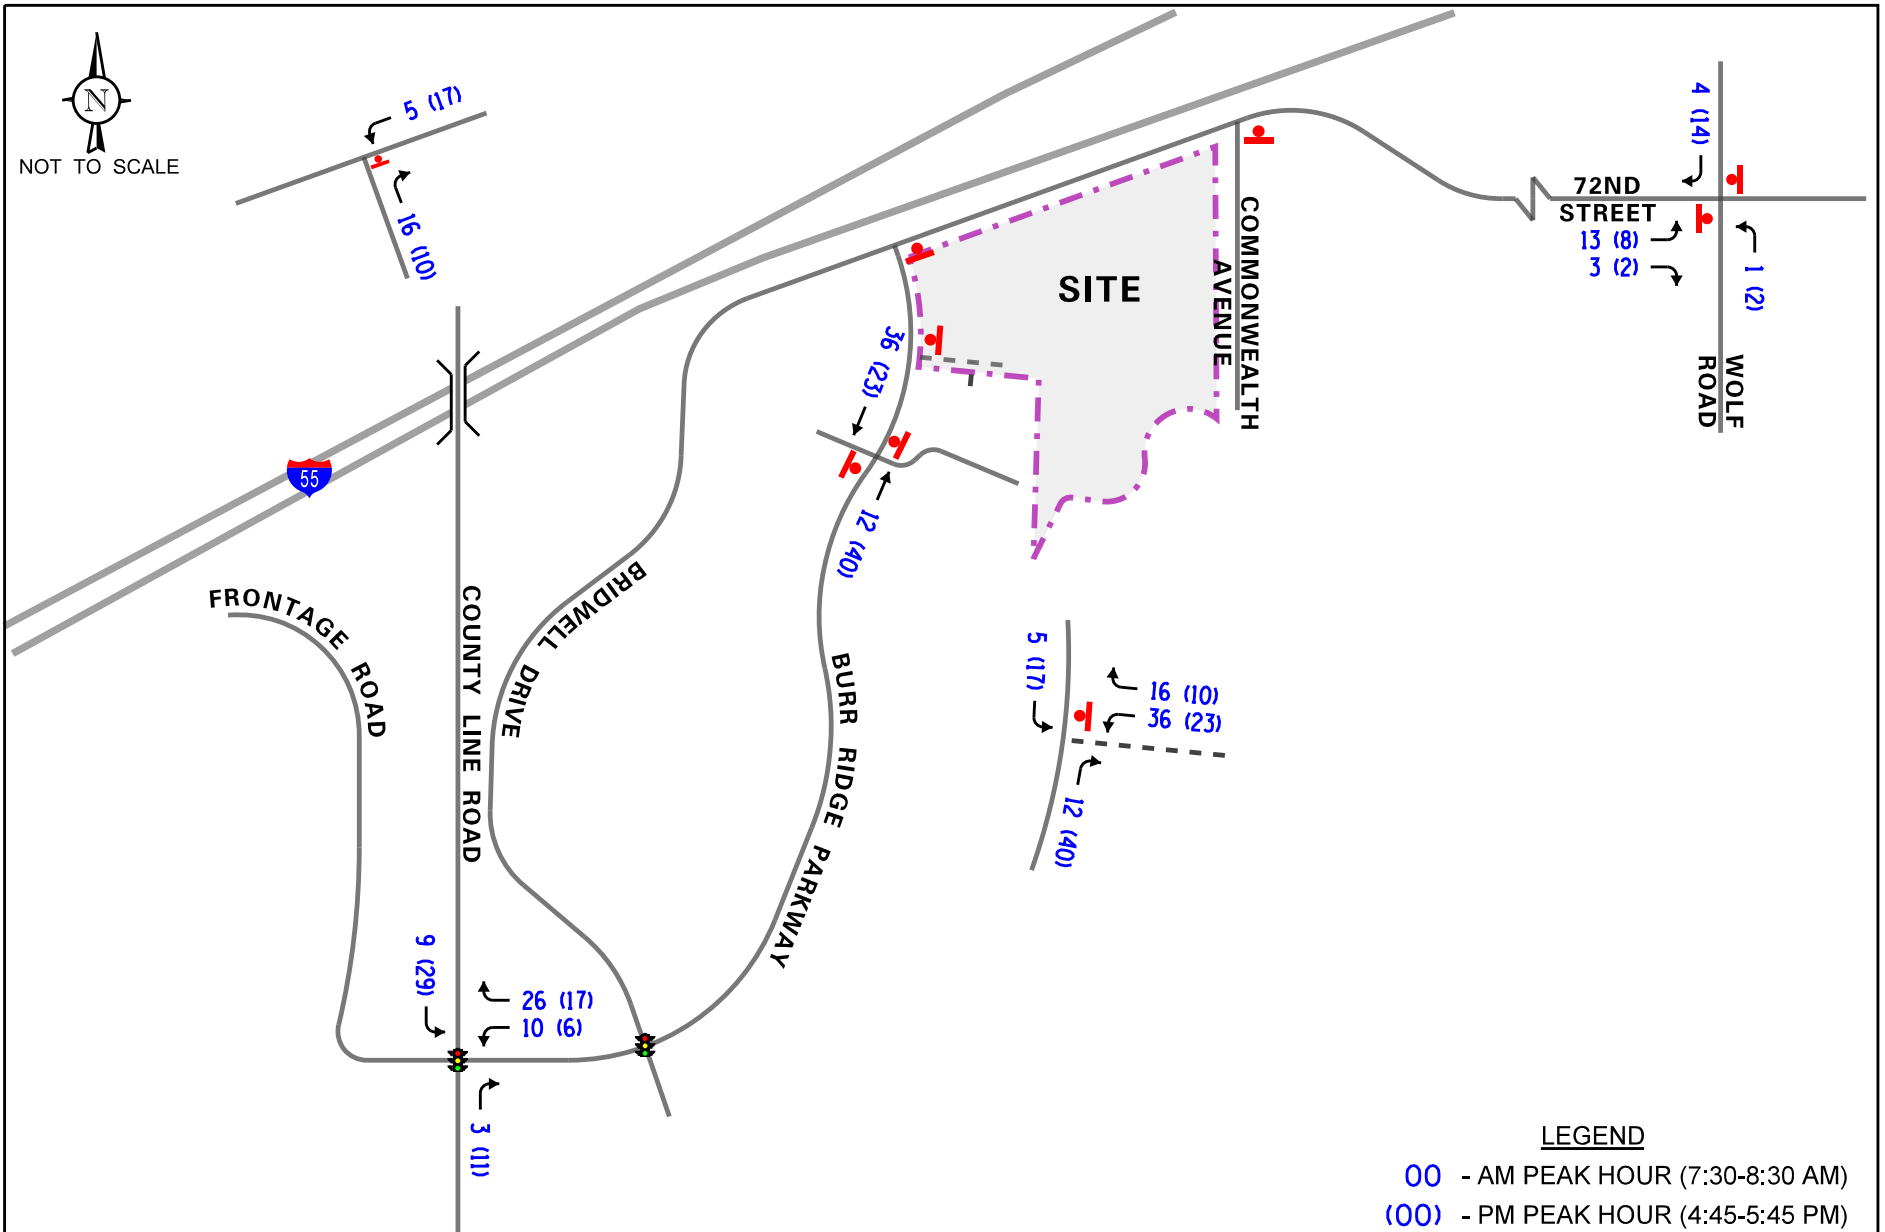 N
NOT TO SCALE
5 (17)
16 (10)
4 (14)
72ND
STREET
13 (8)
3 (2)
1 (2)
WOLF
ROAD
COMMONWEALTH
AVENUE
SITE
36 (23)
12 (40)
55
BRIDWELL DRIVE
FRONTAGE ROAD
COUNTY LINE ROAD
BURR RIDGE PARKWAY
5 (17)
16 (10)
36 (23)
12 (40)
9 (29)
26 (17)
10 (6)
3 (11)
LEGEND
00 - AM PEAK HOUR (7:30-8:30 AM)
(00) - PM PEAK HOUR (4:45-5:45 PM)